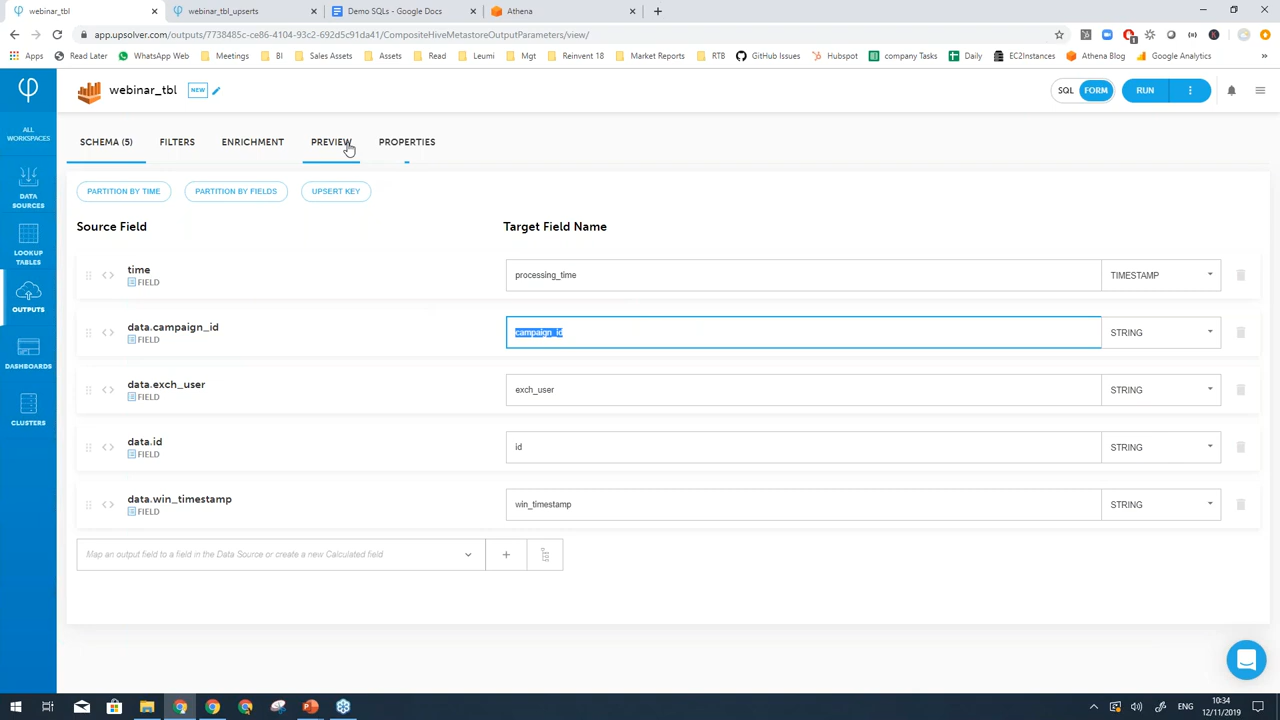 webinar_tbl
webinar_tbl_upserts
Demo SQLs - Google Docs
Athena
app.upsolver.com/outputs/7738485c-ce86-4104-93c2-692d5c91da41/CompositeHiveMetastoreOutputParameters/view/
Apps
Read Later
WhatsApp Web
Meetings
BI
Sales Assets
Assets
Read
Leumi
Mgt
Reinvent 18
Market Reports
RTB
GitHub Issues
Hubspot
company Tasks
Daily
EC2Instances
Athena Blog
Google Analytics
webinar_tbl
NEW
SQL
FORM
RUN
ALL
WORKSPACES
DATA
SOURCES
LOOKUP
TABLES
OUTPUTS
DASHBOARDS
CLUSTERS
SCHEMA (5)
FILTERS
ENRICHMENT
PREVIEW
PROPERTIES
PARTITION BY TIME
PARTITION BY FIELDS
UPSERT KEY
Source Field
Target Field Name
time
FIELD
processing_time
TIMESTAMP
data.campaign_id
FIELD
campaign_id
STRING
data.exch_user
FIELD
exch_user
STRING
data.id
FIELD
id
STRING
data.win_timestamp
FIELD
win_timestamp
STRING
Map an output field to a field in the Data Source or create a new Calculated field
ENG
10:34
12/11/2019